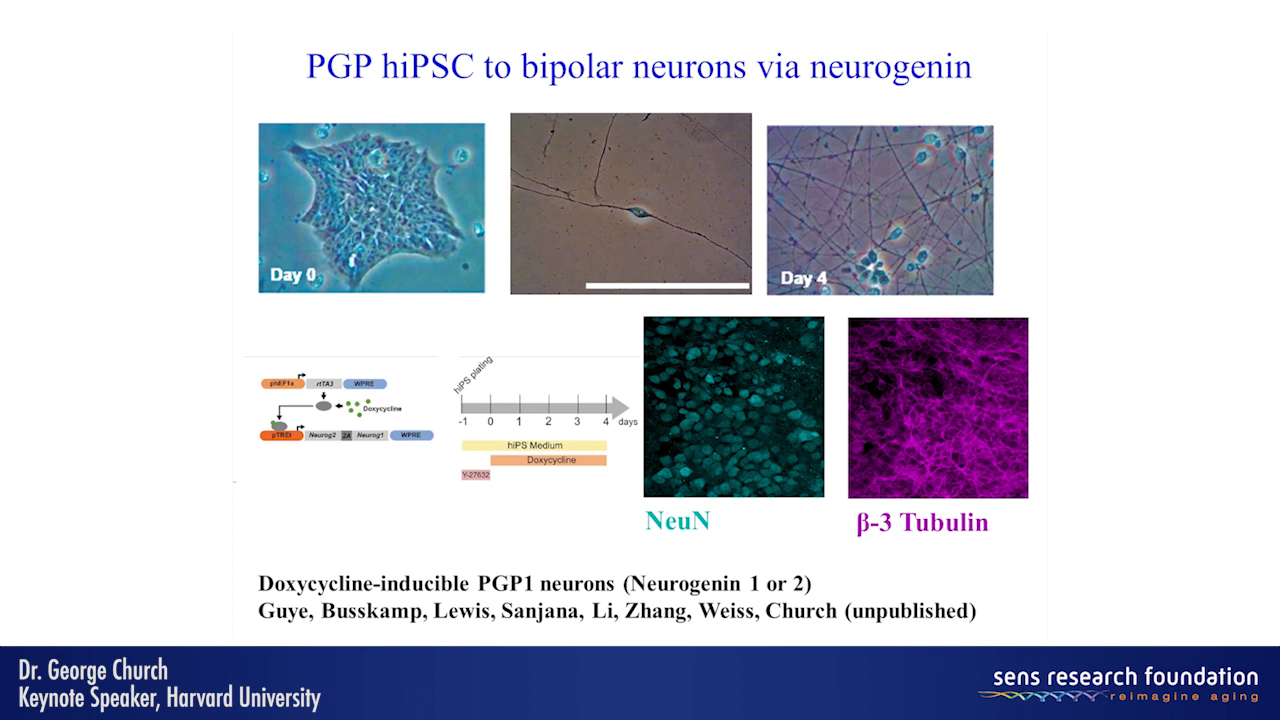 PGP hiPSC to bipolar neurons via neurogenin
Day 0
Day 4
phEF1a rtTA3 WPRE
Doxycycline
pTREt Neurog2 2A Neurog1 WPRE
hiPS plating
-1 0 1 2 3 4 days
hiPS Medium
Doxycycline
Y-27632
NeuN
β-3 Tubulin
Doxycycline-inducible PGP1 neurons (Neurogenin 1 or 2)
Guye, Busskamp, Lewis, Sanjana, Li, Zhang, Weiss, Church (unpublished)
Dr. George Church
Keynote Speaker, Harvard University
sens research foundation
reimagine aging